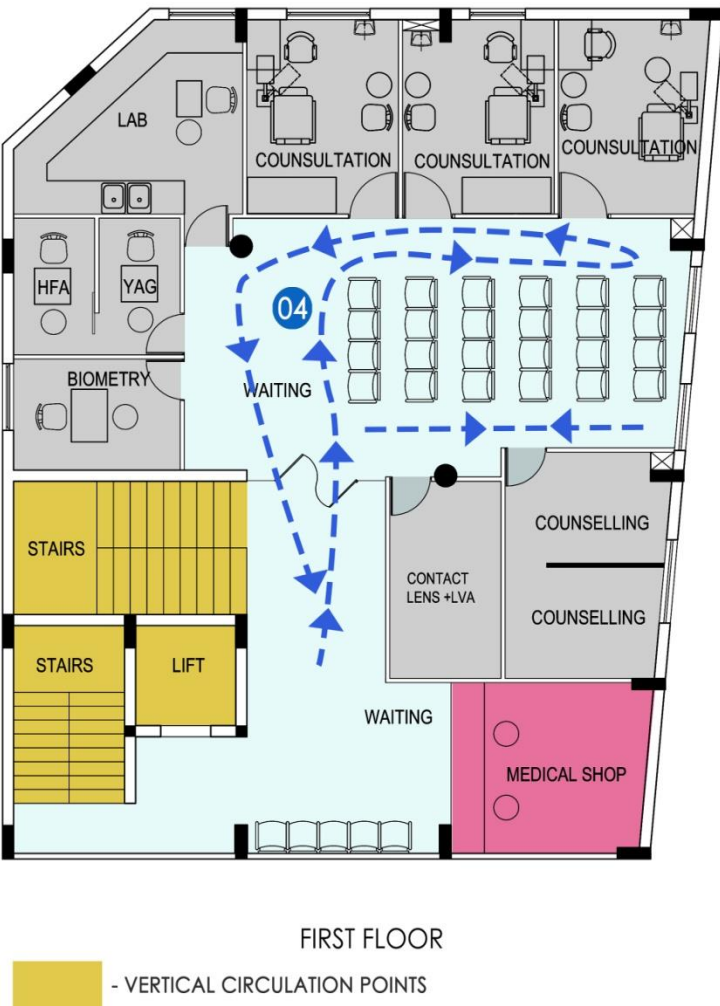 LAB
COUNSULTATION
COUNSULTATION
COUNSULTATION
HFA
YAG
04
BIOMETRY
WAITING
STAIRS
COUNSELLING
CONTACT
LENS +LVA
COUNSELLING
STAIRS
LIFT
WAITING
MEDICAL SHOP
FIRST FLOOR
- VERTICAL CIRCULATION POINTS